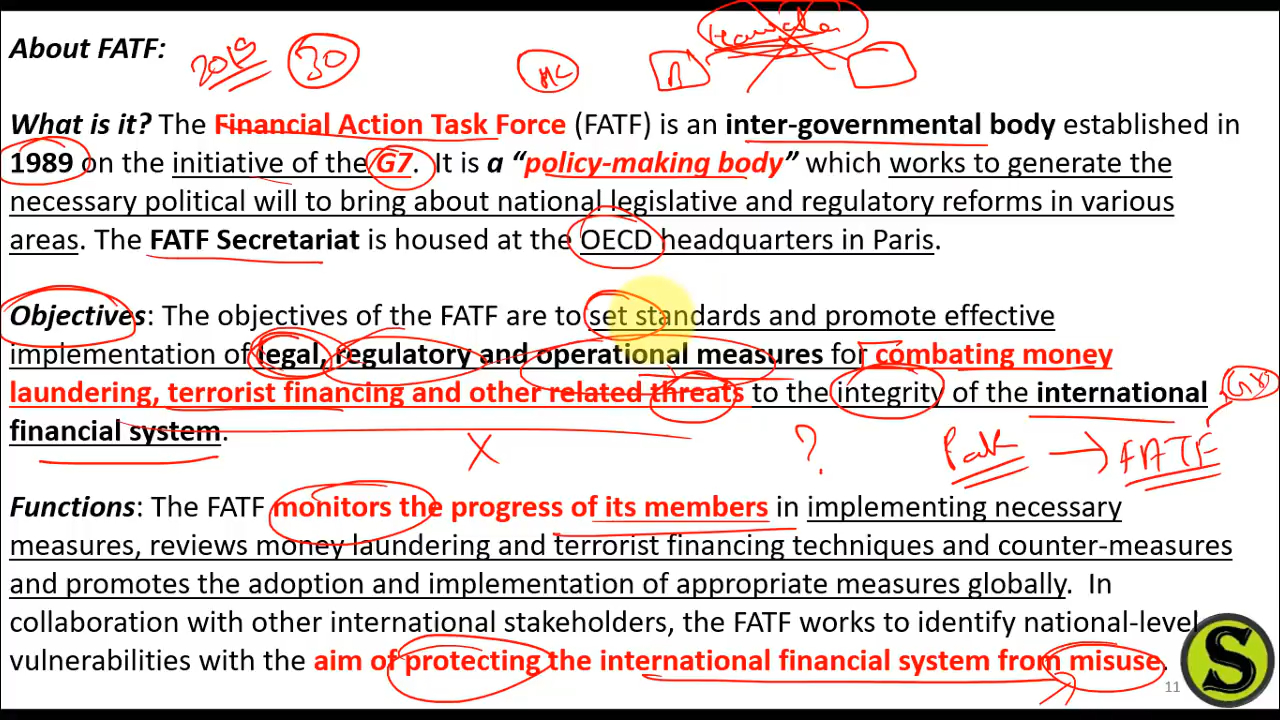 About FATF:
2019 30 MC
What is it? The Financial Action Task Force (FATF) is an inter-governmental body established in
1989 on the initiative of the G7. It is a “policy-making body” which works to generate the
necessary political will to bring about national legislative and regulatory reforms in various
areas. The FATF Secretariat is housed at the OECD headquarters in Paris.
Objectives: The objectives of the FATF are to set standards and promote effective
implementation of legal, regulatory and operational measures for combating money
laundering, terrorist financing and other related threats to the integrity of the international
financial system.
X ? Pak → FATF
Functions: The FATF monitors the progress of its members in implementing necessary
measures, reviews money laundering and terrorist financing techniques and counter-measures
and promotes the adoption and implementation of appropriate measures globally. In
collaboration with other international stakeholders, the FATF works to identify national-level
vulnerabilities with the aim of protecting the international financial system from misuse.
11
S